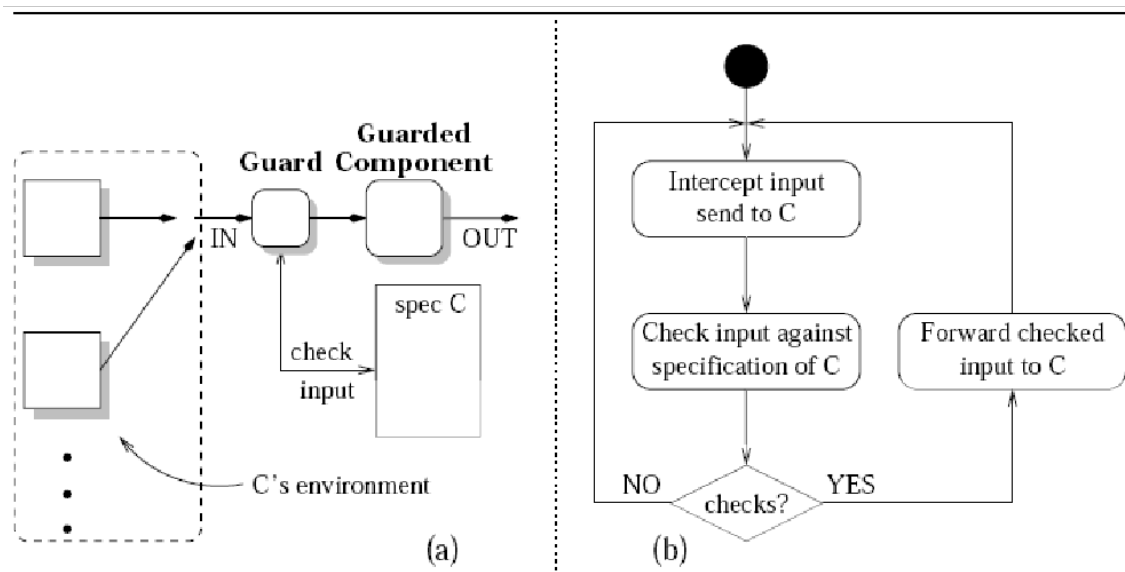 Guard
Guarded
Component
IN
OUT
spec C
check
input
C's environment
(a)
Intercept input
send to C
Check input against
specification of C
Forward checked
input to C
NO
checks?
YES
(b)